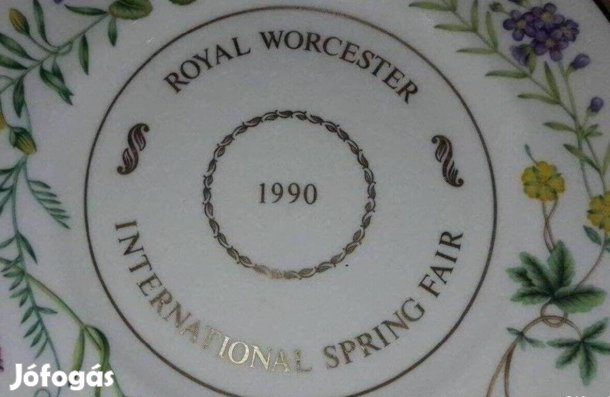 ROYAL WORCESTER
1990
INTERNATIONAL SPRING FAIR
Jófogás